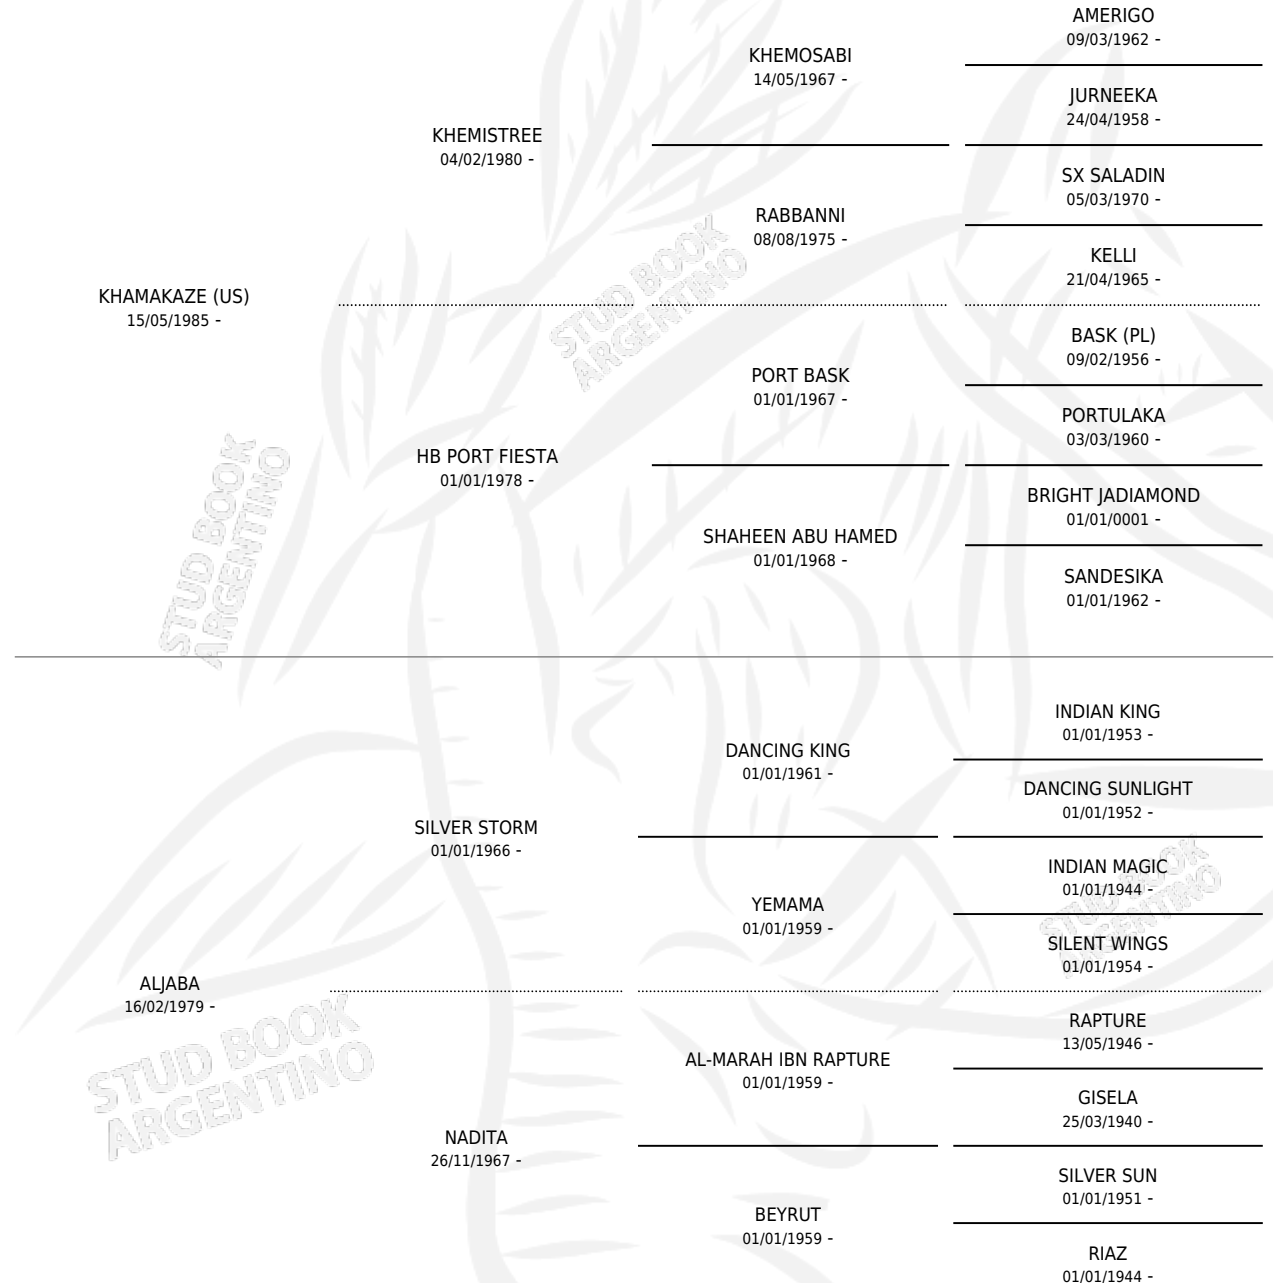 AMERIGO
09/03/1962 -
KHEMOSABI
14/05/1967 -
JURNEEKA
24/04/1958 -
KHEMISTREE
04/02/1980 -
SX SALADIN
05/03/1970 -
RABBANNI
08/08/1975 -
KELLI
21/04/1965 -
KHAMAKAZE (US)
15/05/1985 -
BASK (PL)
09/02/1956 -
PORT BASK
01/01/1967 -
PORTULAKA
03/03/1960 -
HB PORT FIESTA
01/01/1978 -
BRIGHT JADIAMOND
01/01/0001 -
SHAHEEN ABU HAMED
01/01/1968 -
SANDESIKA
01/01/1962 -
INDIAN KING
01/01/1953 -
DANCING KING
01/01/1961 -
DANCING SUNLIGHT
01/01/1952 -
SILVER STORM
01/01/1966 -
INDIAN MAGIC
01/01/1944 -
YEMAMA
01/01/1959 -
SILENT WINGS
01/01/1954 -
ALJABA
16/02/1979 -
RAPTURE
13/05/1946 -
AL-MARAH IBN RAPTURE
01/01/1959 -
GISELA
25/03/1940 -
NADITA
26/11/1967 -
SILVER SUN
01/01/1951 -
BEYRUT
01/01/1959 -
RIAZ
01/01/1944 -
STUD BOOK
ARGENTINO
STUD BOOK
ARGENTINO
STUD BOOK
ARGENTINO
STUD BOOK
ARGENTINO